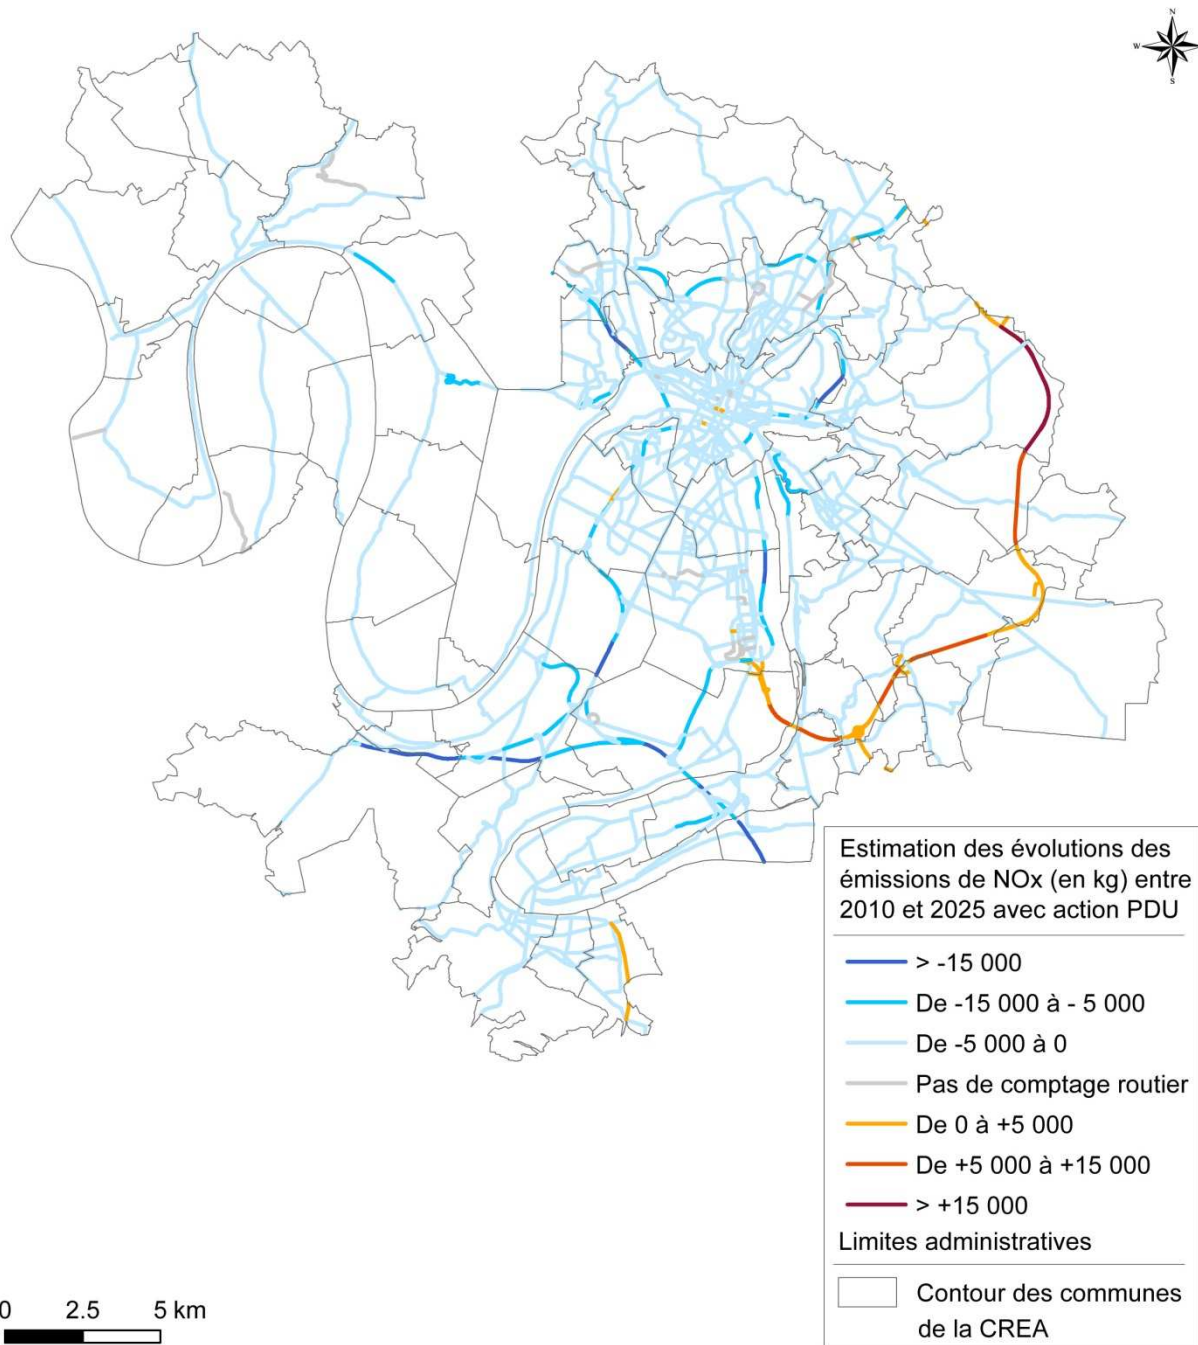 N
W
S
Estimation des évolutions des
émissions de NOx (en kg) entre
2010 et 2025 avec action PDU
> -15 000
De -15 000 à - 5 000
De -5 000 à 0
Pas de comptage routier
De 0 à +5 000
De +5 000 à +15 000
> +15 000
Limites administratives
Contour des communes
de la CREA
0 2.5 5 km